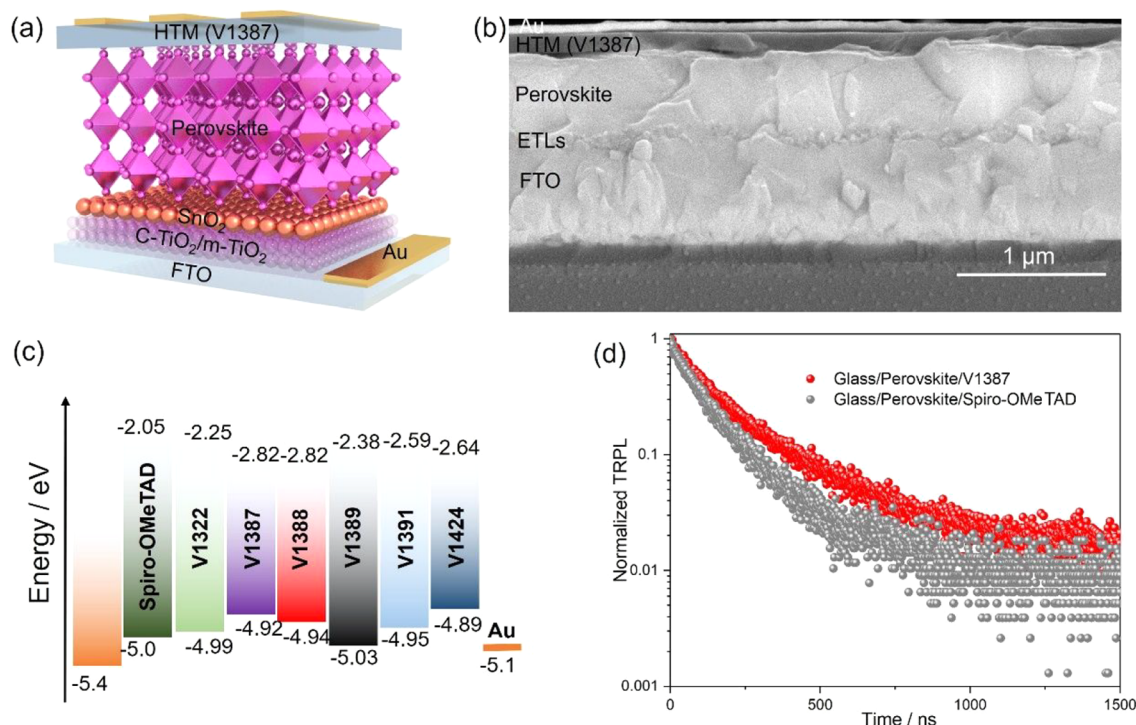 (a)
HTM (V1387)
Perovskite
SnO₂
C-TiO₂/m-TiO₂
Au
FTO
(b)
Au
HTM (V1387)
Perovskite
ETLs
FTO
1 μm
(c)
Energy / eV
-2.05
-2.25
-2.82
-2.82
-2.38
-2.59
-2.64
Spiro-OMeTAD
V1322
V1387
V1388
V1389
V1391
V1424
Au
-5.4
-5.0
-4.99
-4.92
-4.94
-5.03
-4.95
-4.89
-5.1
(d)
Normalized TRPL
1
0.1
0.01
0.001
Glass/Perovskite/V1387
Glass/Perovskite/Spiro-OMeTAD
0
500
1000
1500
Time / ns